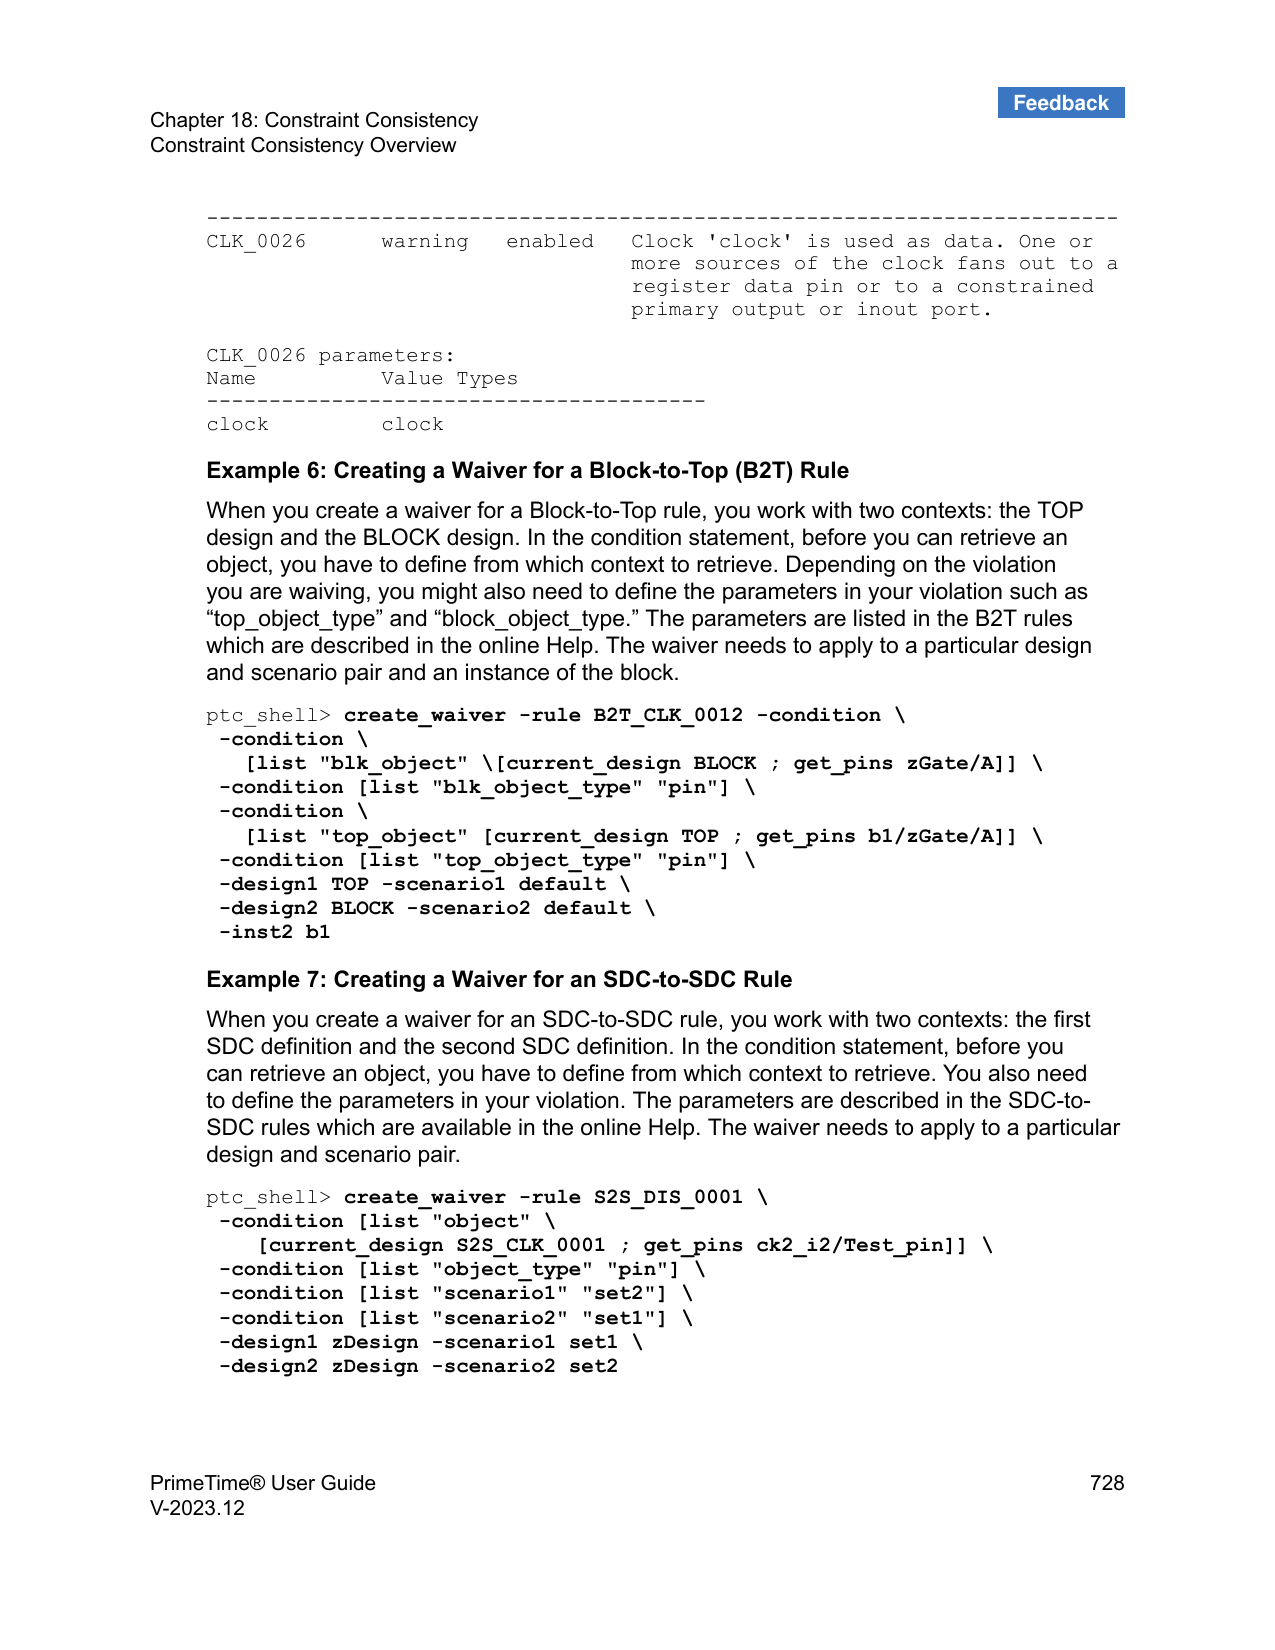 Feedback
Chapter 18: Constraint Consistency
Constraint Consistency Overview
-------------------------------------------------------------------------
CLK_0026      warning   enabled   Clock 'clock' is used as data. One or
                                  more sources of the clock fans out to a
                                  register data pin or to a constrained
                                  primary output or inout port.
CLK_0026 parameters:
Name          Value Types
----------------------------------------
clock         clock
Example 6: Creating a Waiver for a Block-to-Top (B2T) Rule
When you create a waiver for a Block-to-Top rule, you work with two contexts: the TOP
design and the BLOCK design. In the condition statement, before you can retrieve an
object, you have to define from which context to retrieve. Depending on the violation
you are waiving, you might also need to define the parameters in your violation such as
“top_object_type” and “block_object_type.” The parameters are listed in the B2T rules
which are described in the online Help. The waiver needs to apply to a particular design
and scenario pair and an instance of the block.
ptc_shell> create_waiver -rule B2T_CLK_0012 -condition \
 -condition \
   [list "blk_object" \[current_design BLOCK ; get_pins zGate/A]] \
 -condition [list "blk_object_type" "pin"] \
 -condition \
   [list "top_object" [current_design TOP ; get_pins b1/zGate/A]] \
 -condition [list "top_object_type" "pin"] \
 -design1 TOP -scenario1 default \
 -design2 BLOCK -scenario2 default \
 -inst2 b1
Example 7: Creating a Waiver for an SDC-to-SDC Rule
When you create a waiver for an SDC-to-SDC rule, you work with two contexts: the first
SDC definition and the second SDC definition. In the condition statement, before you
can retrieve an object, you have to define from which context to retrieve. You also need
to define the parameters in your violation. The parameters are described in the SDC-to-
SDC rules which are available in the online Help. The waiver needs to apply to a particular
design and scenario pair.
ptc_shell> create_waiver -rule S2S_DIS_0001 \
 -condition [list "object" \
    [current_design S2S_CLK_0001 ; get_pins ck2_i2/Test_pin]] \
 -condition [list "object_type" "pin"] \
 -condition [list "scenario1" "set2"] \
 -condition [list "scenario2" "set1"] \
 -design1 zDesign -scenario1 set1 \
 -design2 zDesign -scenario2 set2
PrimeTime® User Guide 728
V-2023.12